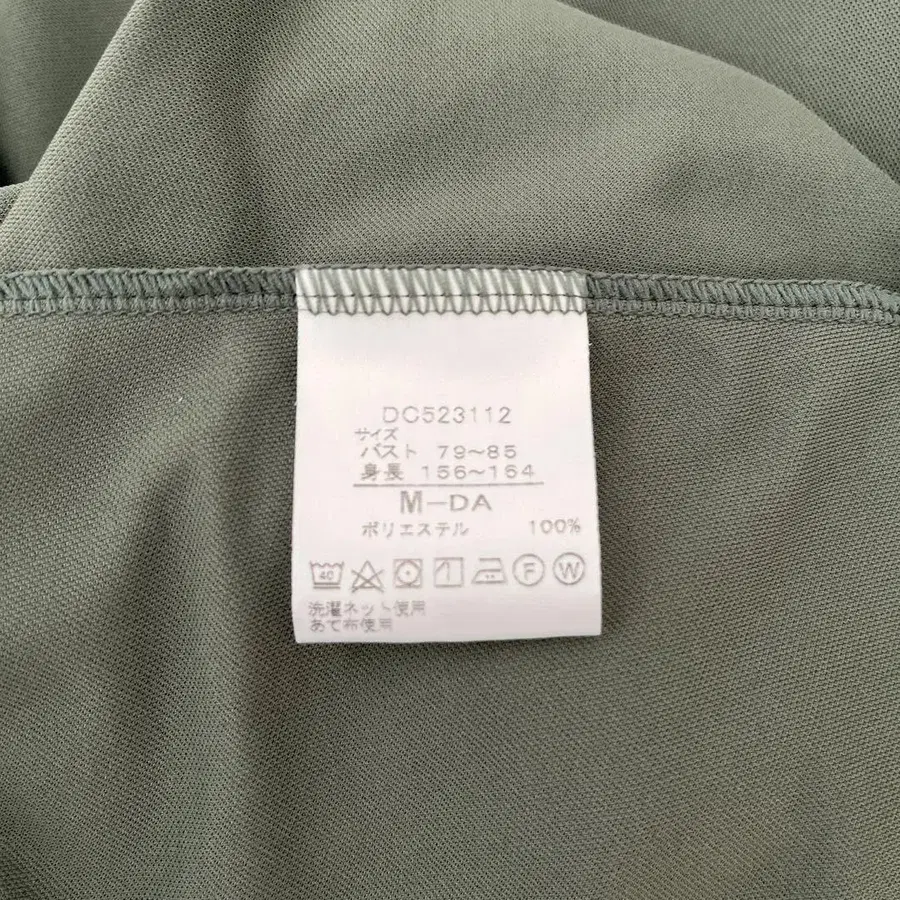 DC523112
サイズ
バスト 79~85
身長 156~164
M-DA
ポリエステル 100%
40 F W
洗濯ネット使用
あて布使用